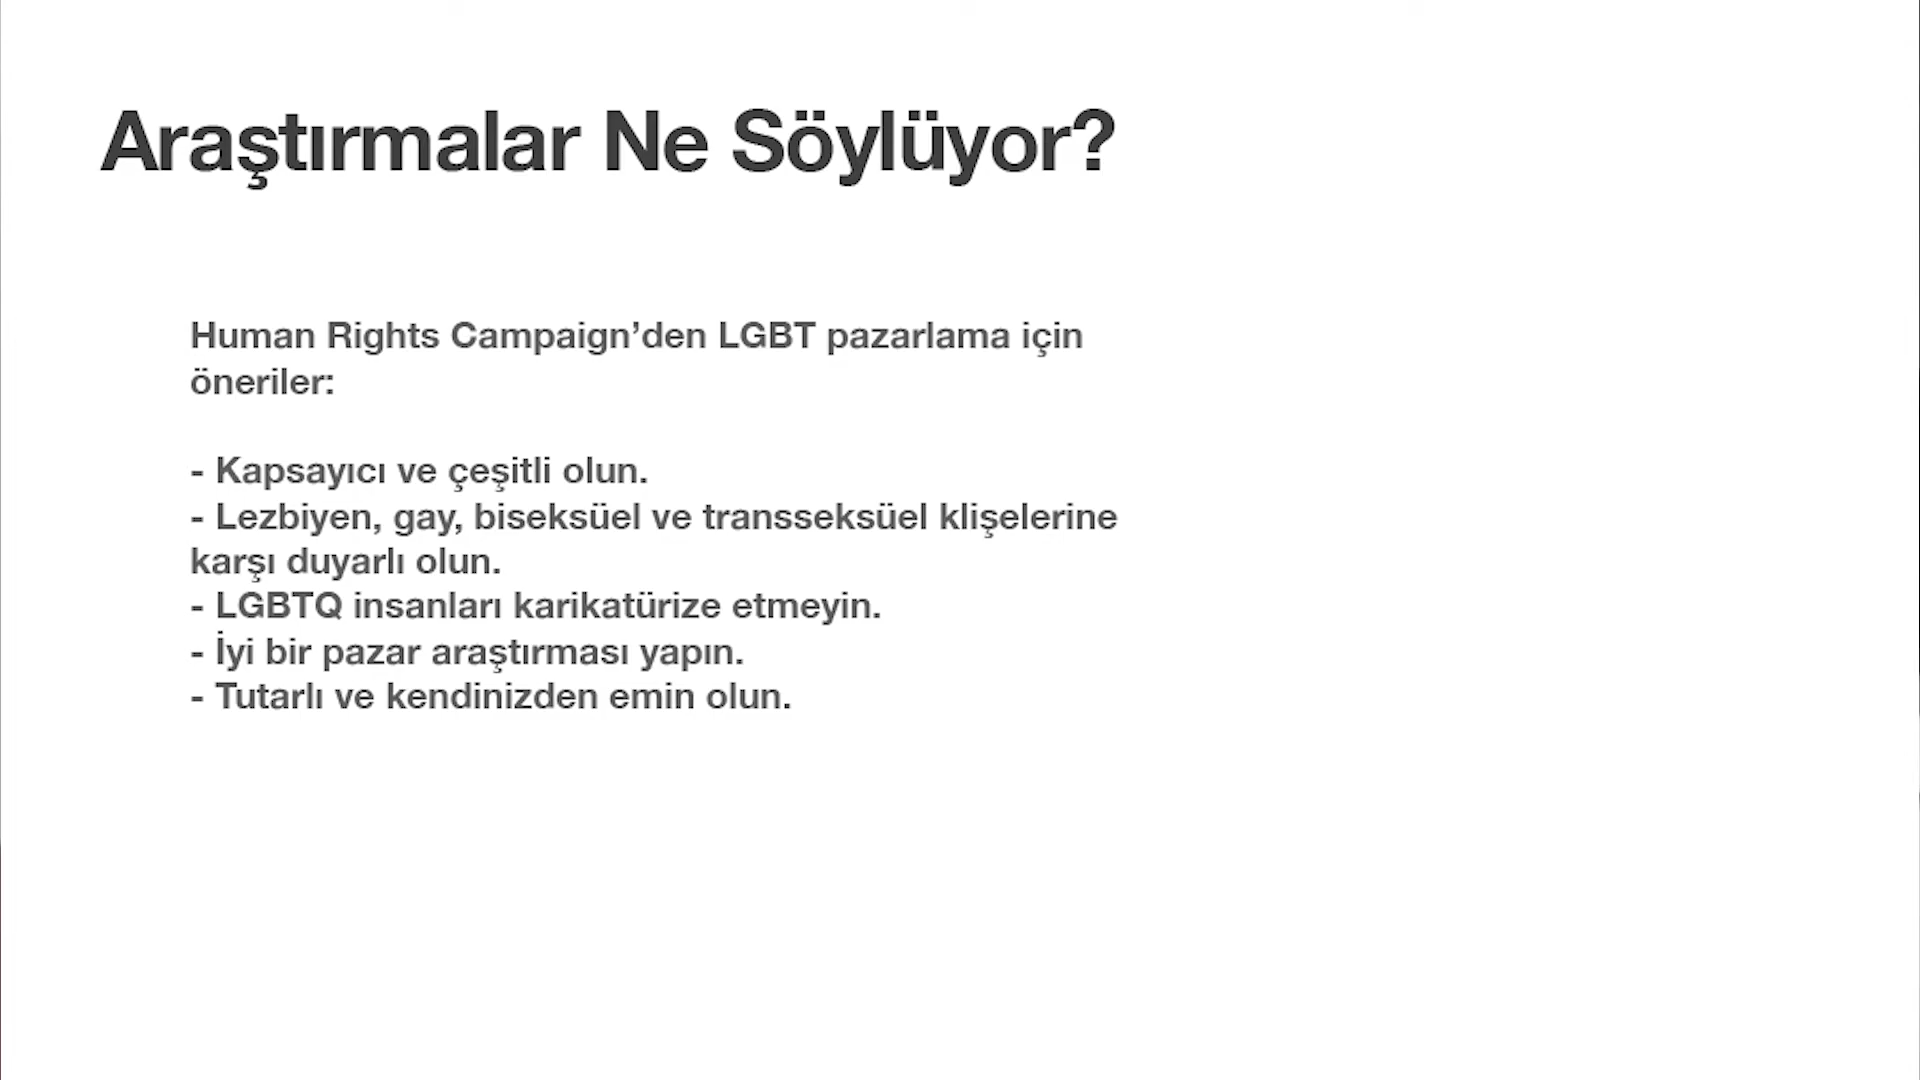 Araştırmalar Ne Söylüyor?
Human Rights Campaign’den LGBT pazarlama için
öneriler:
- Kapsayıcı ve çeşitli olun.
- Lezbiyen, gay, biseksüel ve transseksüel klişelerine
karşı duyarlı olun.
- LGBTQ insanları karikatürize etmeyin.
- İyi bir pazar araştırması yapın.
- Tutarlı ve kendinizden emin olun.